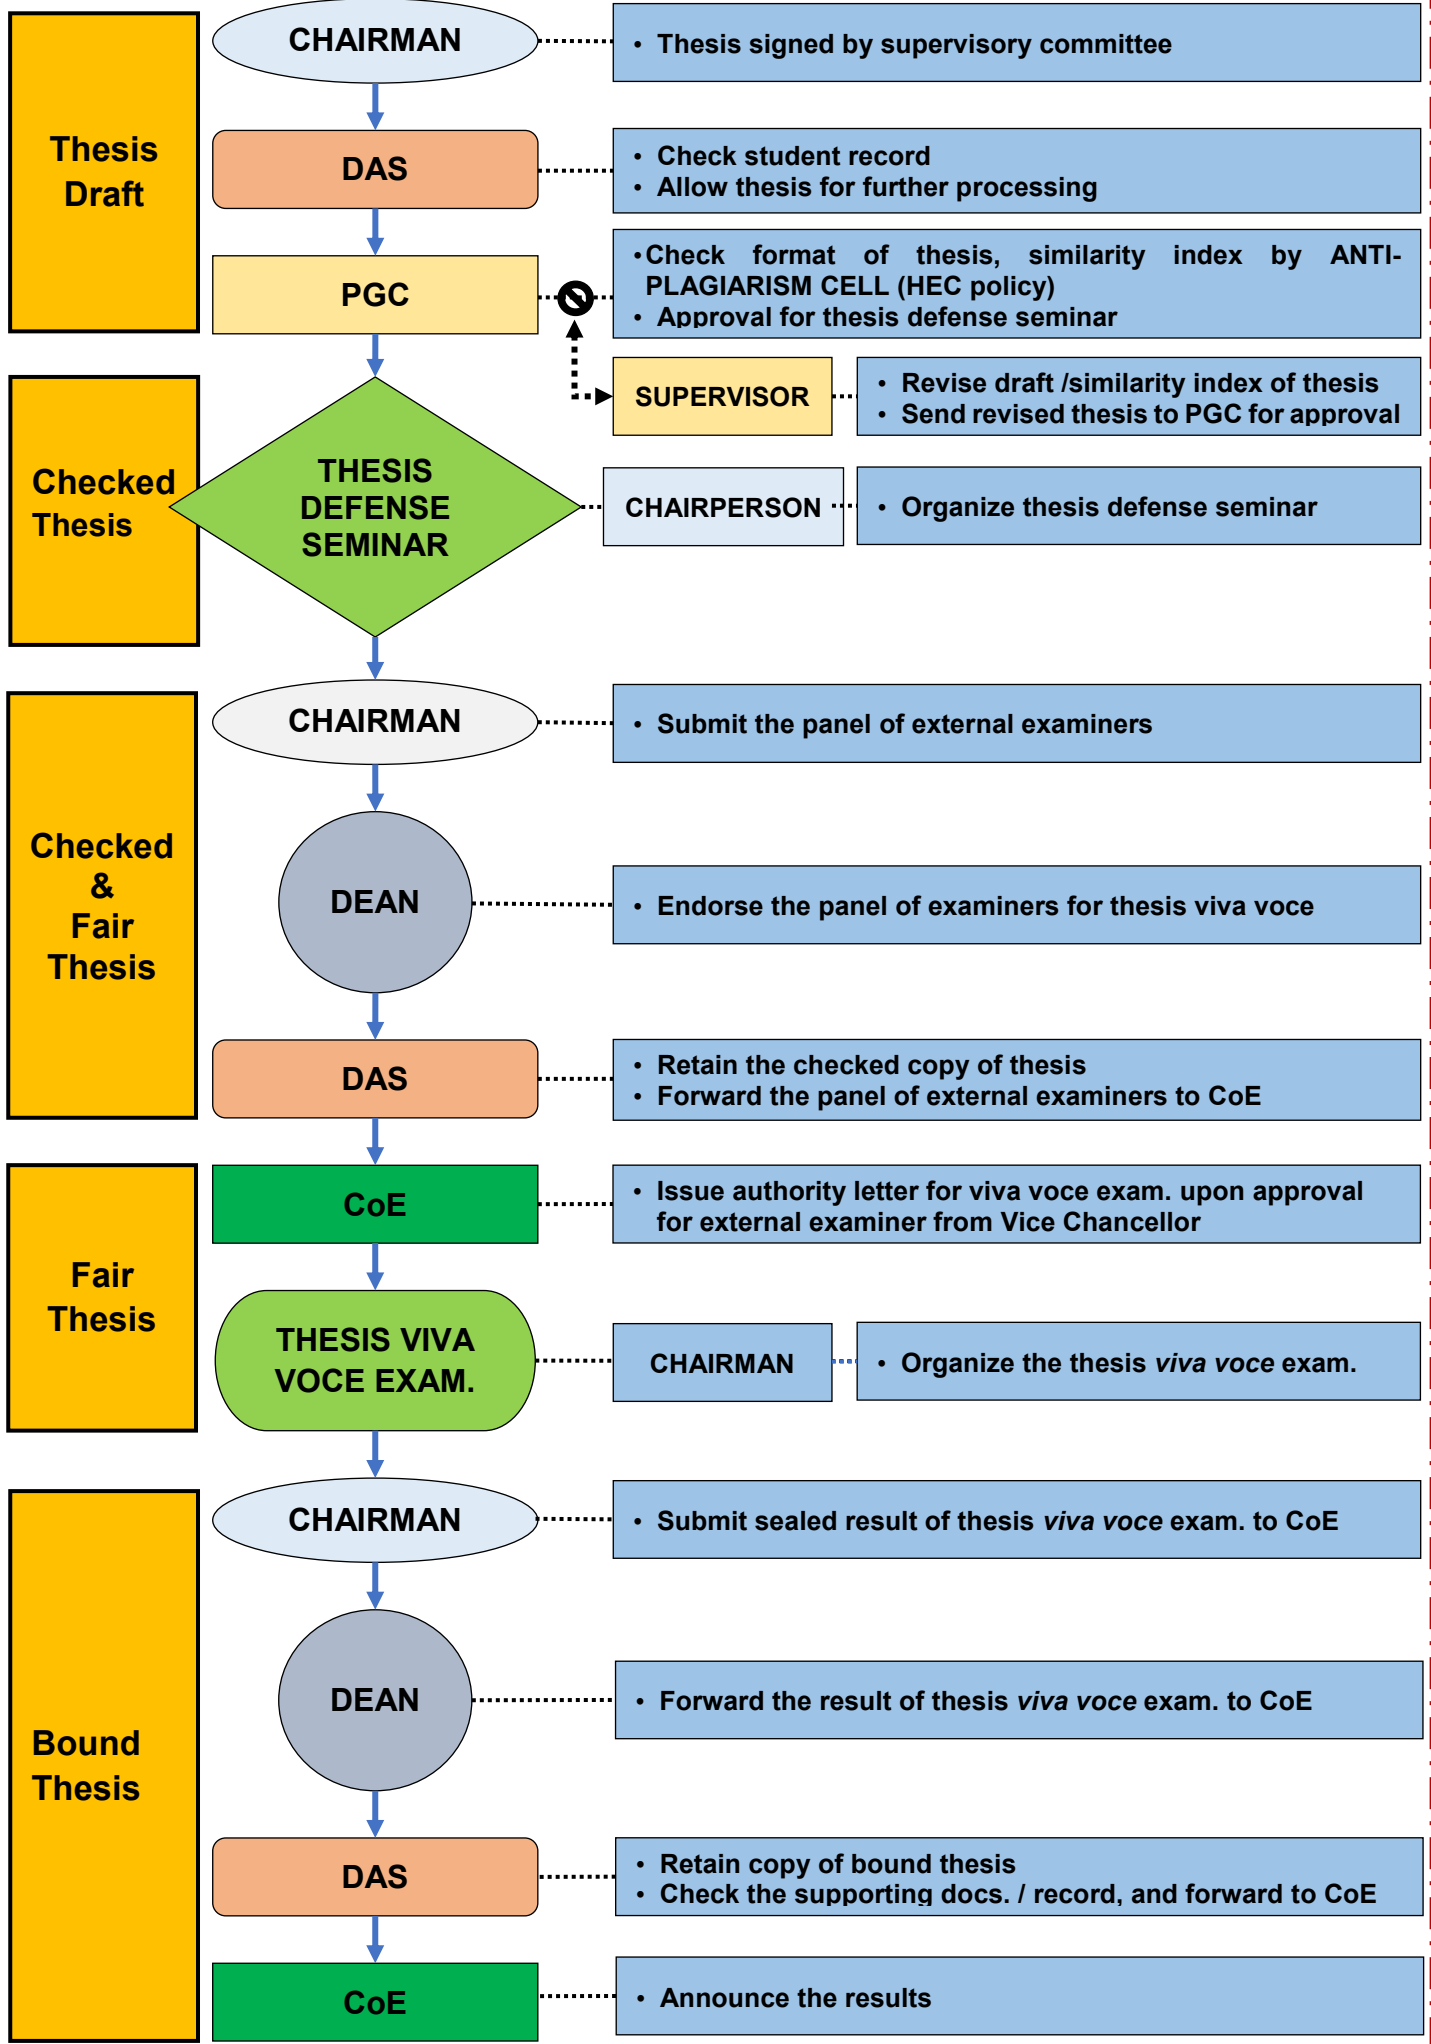 CHAIRMAN
• Thesis signed by supervisory committee
Thesis
Draft
DAS
• Check student record
• Allow thesis for further processing
PGC
• Check format of thesis, similarity index by ANTI-
PLAGIARISM CELL (HEC policy)
• Approval for thesis defense seminar
SUPERVISOR
• Revise draft /similarity index of thesis
• Send revised thesis to PGC for approval
Checked
Thesis
THESIS
DEFENSE
SEMINAR
CHAIRPERSON
• Organize thesis defense seminar
CHAIRMAN
• Submit the panel of external examiners
Checked
&
Fair
Thesis
DEAN
• Endorse the panel of examiners for thesis viva voce
DAS
• Retain the checked copy of thesis
• Forward the panel of external examiners to CoE
Fair
Thesis
CoE
• Issue authority letter for viva voce exam. upon approval
for external examiner from Vice Chancellor
THESIS VIVA
VOCE EXAM.
CHAIRMAN
• Organize the thesis viva voce exam.
Bound
Thesis
CHAIRMAN
• Submit sealed result of thesis viva voce exam. to CoE
DEAN
• Forward the result of thesis viva voce exam. to CoE
DAS
• Retain copy of bound thesis
• Check the supporting docs. / record, and forward to CoE
CoE
• Announce the results